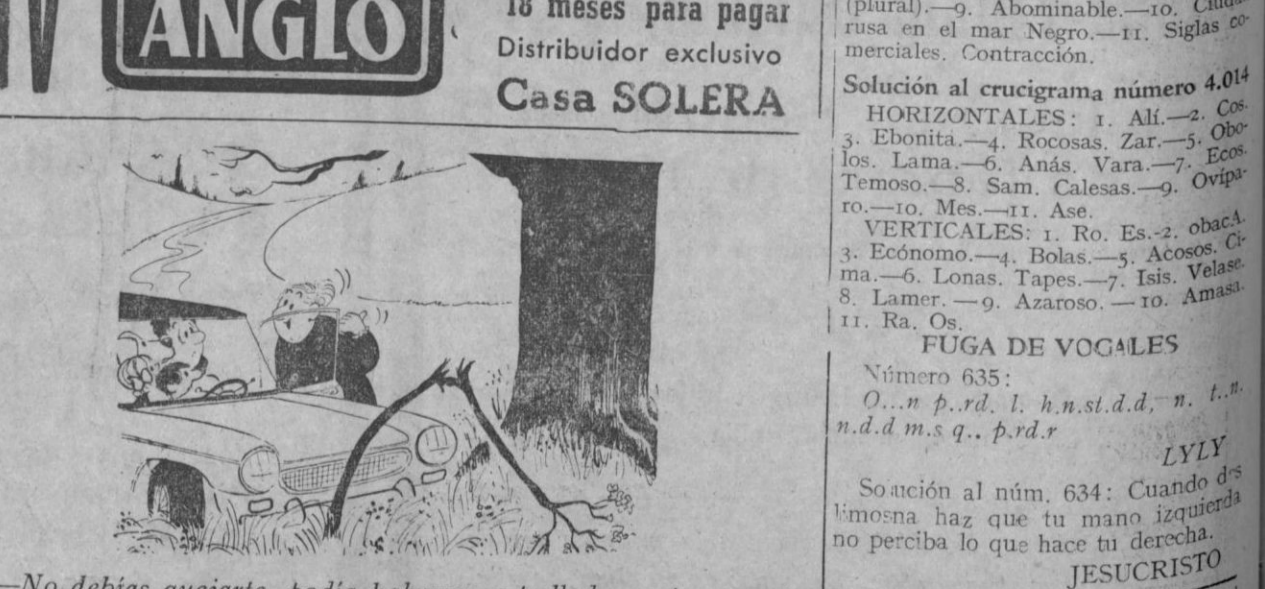 ANGLO
18 meses para pagar
Distribuidor exclusivo
Casa SOLERA
—No debías
(plural).—9. Abominable.—10.
rusa en el mar Negro.—11. Siglas co-
merciales. Contracción.
Solución al crucigrama número 4.014
HORIZONTALES: 1. Alí.—2. Cos.
3. Ebonita.—4. Rocosas. Zar.—5. Obo-
los. Lama.—6. Anás. Vara.—7. Ecos.
Temoso.—8. Sam. Calesas.—9. Ovípa-
ro.—10. Mes.—11. Ase.
VERTICALES: 1. Ro. Es.-2. obacA.
3. Ecónomo.—4. Bolas.—5. Acosos. Ci-
ma.—6. Lonas. Tapes.—7. Isis. Velase.
8. Lamer. — 9. Azaroso. — 10. Amasa.
11. Ra. Os.
FUGA DE VOCALES
Número 635:
O...n p..rd. l. h.n.st.d.d, n. t..n.
n.d.d m.s q.. p.rd.r
LYLY
Solución al núm. 634: Cuando des
limosna haz que tu mano izquierda
no perciba lo que hace tu derecha.
JESUCRISTO